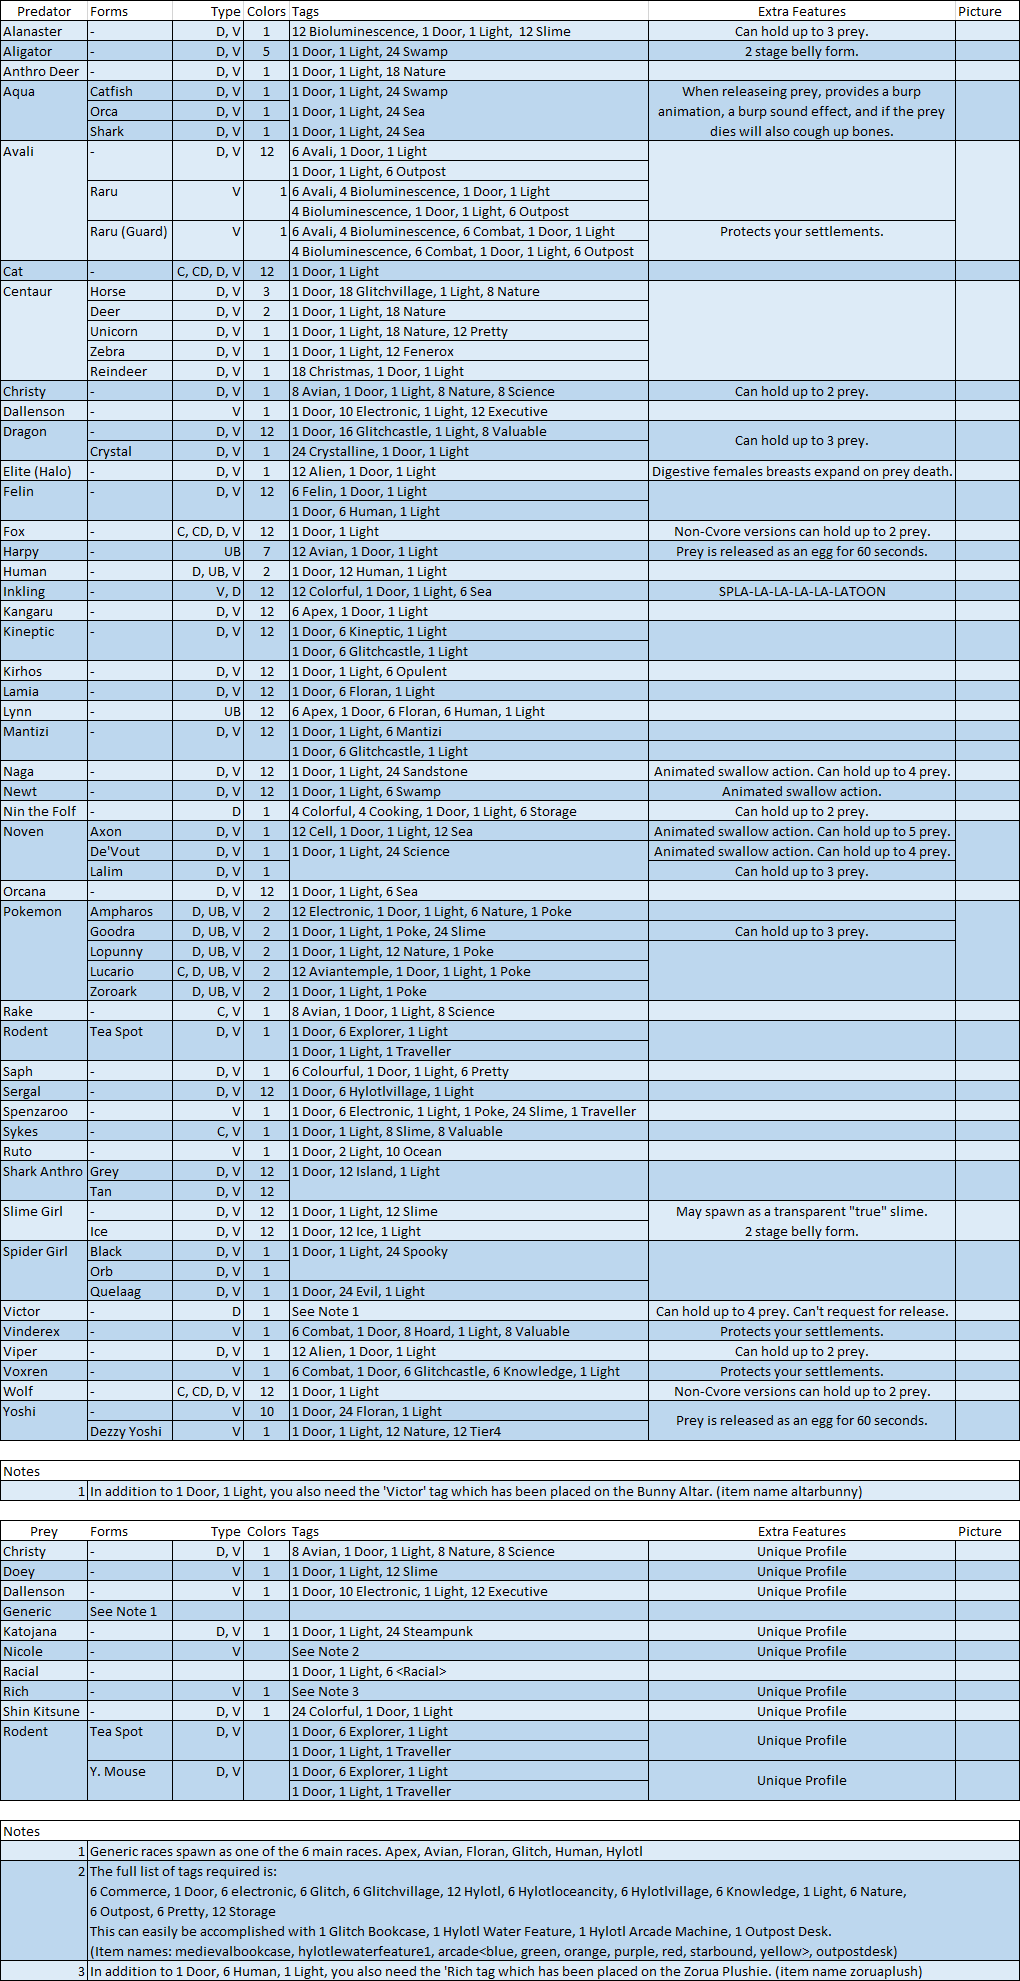 Predator Forms Type Colors Tags Extra Features Picture
Alanaster - D, V 1 12 Bioluminescence, 1 Door, 1 Light, 12 Slime Can hold up to 3 prey.
Aligator - D, V 5 1 Door, 1 Light, 24 Swamp 2 stage belly form.
Anthro Deer - D, V 1 1 Door, 1 Light, 18 Nature
Aqua Catfish D, V 1 1 Door, 1 Light, 24 Swamp When releaseing prey, provides a burp
Orca D, V 1 1 Door, 1 Light, 24 Sea animation, a burp sound effect, and if the prey
Shark D, V 1 1 Door, 1 Light, 24 Sea dies will also cough up bones.
Avali - D, V 12 6 Avali, 1 Door, 1 Light
1 Door, 1 Light, 6 Outpost
Raru V 1 6 Avali, 4 Bioluminescence, 1 Door, 1 Light
4 Bioluminescence, 1 Door, 1 Light, 6 Outpost
Raru (Guard) V 1 6 Avali, 4 Bioluminescence, 6 Combat, 1 Door, 1 Light Protects your settlements.
4 Bioluminescence, 6 Combat, 1 Door, 1 Light, 6 Outpost
Cat - C, CD, D, V 12 1 Door, 1 Light
Centaur Horse D, V 3 1 Door, 18 Glitchvillage, 1 Light, 8 Nature
Deer D, V 2 1 Door, 1 Light, 18 Nature
Unicorn D, V 1 1 Door, 1 Light, 18 Nature, 12 Pretty
Zebra D, V 1 1 Door, 1 Light, 12 Fenerox
Reindeer D, V 1 18 Christmas, 1 Door, 1 Light
Christy - D, V 1 8 Avian, 1 Door, 1 Light, 8 Nature, 8 Science Can hold up to 2 prey.
Dallenson - V 1 1 Door, 10 Electronic, 1 Light, 12 Executive
Dragon - D, V 12 1 Door, 16 Glitchcastle, 1 Light, 8 Valuable Can hold up to 3 prey.
Crystal D, V 1 24 Crystalline, 1 Door, 1 Light
Elite (Halo) - D, V 1 12 Alien, 1 Door, 1 Light Digestive females breasts expand on prey death.
Felin - D, V 12 6 Felin, 1 Door, 1 Light
1 Door, 6 Human, 1 Light
Fox - C, CD, D, V 12 1 Door, 1 Light Non-Cvore versions can hold up to 2 prey.
Harpy - UB 7 12 Avian, 1 Door, 1 Light Prey is released as an egg for 60 seconds.
Human - D, UB, V 2 1 Door, 12 Human, 1 Light
Inkling - V, D 12 12 Colorful, 1 Door, 1 Light, 6 Sea SPLA-LA-LA-LA-LA-LATOON
Kangaru - D, V 12 6 Apex, 1 Door, 1 Light
Kineptic - D, V 12 1 Door, 6 Kineptic, 1 Light
1 Door, 6 Glitchcastle, 1 Light
Kirhos - D, V 12 1 Door, 1 Light, 6 Opulent
Lamia - D, V 12 1 Door, 6 Floran, 1 Light
Lynn - UB 12 6 Apex, 1 Door, 6 Floran, 6 Human, 1 Light
Mantizi - D, V 12 1 Door, 1 Light, 6 Mantizi
1 Door, 6 Glitchcastle, 1 Light
Naga - D, V 12 1 Door, 1 Light, 24 Sandstone Animated swallow action. Can hold up to 4 prey.
Newt - D, V 12 1 Door, 1 Light, 6 Swamp Animated swallow action.
Nin the Folf - D 1 4 Colorful, 4 Cooking, 1 Door, 1 Light, 6 Storage Can hold up to 2 prey.
Noven Axon D, V 1 12 Cell, 1 Door, 1 Light, 12 Sea Animated swallow action. Can hold up to 5 prey.
De'Vout D, V 1 1 Door, 1 Light, 24 Science Animated swallow action. Can hold up to 4 prey.
Lalim D, V 1 Can hold up to 3 prey.
Orcana - D, V 12 1 Door, 1 Light, 6 Sea
Pokemon Ampharos D, UB, V 2 12 Electronic, 1 Door, 1 Light, 6 Nature, 1 Poke
Goodra D, UB, V 2 1 Door, 1 Light, 1 Poke, 24 Slime Can hold up to 3 prey.
Lopunny D, UB, V 2 1 Door, 1 Light, 12 Nature, 1 Poke
Lucario C, D, UB, V 2 12 Aviantemple, 1 Door, 1 Light, 1 Poke
Zoroark D, UB, V 2 1 Door, 1 Light, 1 Poke
Rake - C, V 1 8 Avian, 1 Door, 1 Light, 8 Science
Rodent Tea Spot D, V 1 1 Door, 6 Explorer, 1 Light
1 Door, 1 Light, 1 Traveller
Saph - D, V 1 6 Colourful, 1 Door, 1 Light, 6 Pretty
Sergal - D, V 12 1 Door, 6 Hylotlvillage, 1 Light
Spenzaroo - V 1 1 Door, 6 Electronic, 1 Light, 1 Poke, 24 Slime, 1 Traveller
Sykes - C, V 1 1 Door, 1 Light, 8 Slime, 8 Valuable
Ruto - V 1 1 Door, 2 Light, 10 Ocean
Shark Anthro Grey D, V 12 1 Door, 12 Island, 1 Light
Tan D, V 12
Slime Girl - D, V 12 1 Door, 1 Light, 12 Slime May spawn as a transparent "true" slime.
Ice D, V 12 1 Door, 12 Ice, 1 Light 2 stage belly form.
Spider Girl Black D, V 1 1 Door, 1 Light, 24 Spooky
Orb D, V 1
Quelaag D, V 1 1 Door, 24 Evil, 1 Light
Victor - D 1 See Note 1 Can hold up to 4 prey. Can't request for release.
Vinderex - V 1 6 Combat, 1 Door, 8 Hoard, 1 Light, 8 Valuable Protects your settlements.
Viper - D, V 1 12 Alien, 1 Door, 1 Light Can hold up to 2 prey.
Voxren - V 1 6 Combat, 1 Door, 6 Glitchcastle, 6 Knowledge, 1 Light Protects your settlements.
Wolf - C, CD, D, V 12 1 Door, 1 Light Non-Cvore versions can hold up to 2 prey.
Yoshi - V 10 1 Door, 24 Floran, 1 Light Prey is released as an egg for 60 seconds.
Dezzy Yoshi V 1 1 Door, 1 Light, 12 Nature, 12 Tier4
Notes
1 In addition to 1 Door, 1 Light, you also need the 'Victor' tag which has been placed on the Bunny Altar. (item name altarbunny)
Prey Forms Type Colors Tags Extra Features Picture
Christy - D, V 1 8 Avian, 1 Door, 1 Light, 8 Nature, 8 Science Unique Profile
Doey - V 1 1 Door, 1 Light, 12 Slime Unique Profile
Dallenson - V 1 1 Door, 10 Electronic, 1 Light, 12 Executive Unique Profile
Generic See Note 1
Katojana - D, V 1 1 Door, 1 Light, 24 Steampunk Unique Profile
Nicole - V See Note 2 Unique Profile
Racial - 1 Door, 1 Light, 6 <Racial>
Rich - V 1 See Note 3 Unique Profile
Shin Kitsune - D, V 1 24 Colorful, 1 Door, 1 Light Unique Profile
Rodent Tea Spot D, V 1 Door, 6 Explorer, 1 Light Unique Profile
1 Door, 1 Light, 1 Traveller
Y. Mouse D, V 1 Door, 6 Explorer, 1 Light Unique Profile
1 Door, 1 Light, 1 Traveller
Notes
1 Generic races spawn as one of the 6 main races. Apex, Avian, Floran, Glitch, Human, Hylotl
2 The full list of tags required is:
6 Commerce, 1 Door, 6 electronic, 6 Glitch, 6 Glitchvillage, 12 Hylotl, 6 Hylotloceancity, 6 Hylotlvillage, 6 Knowledge, 1 Light, 6 Nature,
6 Outpost, 6 Pretty, 12 Storage
This can easily be accomplished with 1 Glitch Bookcase, 1 Hylotl Water Feature, 1 Hylotl Arcade Machine, 1 Outpost Desk.
(Item names: medievalbookcase, hylotlewaterfeature1, arcade<blue, green, orange, purple, red, starbound, yellow>, outpostdesk)
3 In addition to 1 Door, 6 Human, 1 Light, you also need the 'Rich tag which has been placed on the Zorua Plushie. (item name zoruaplush)